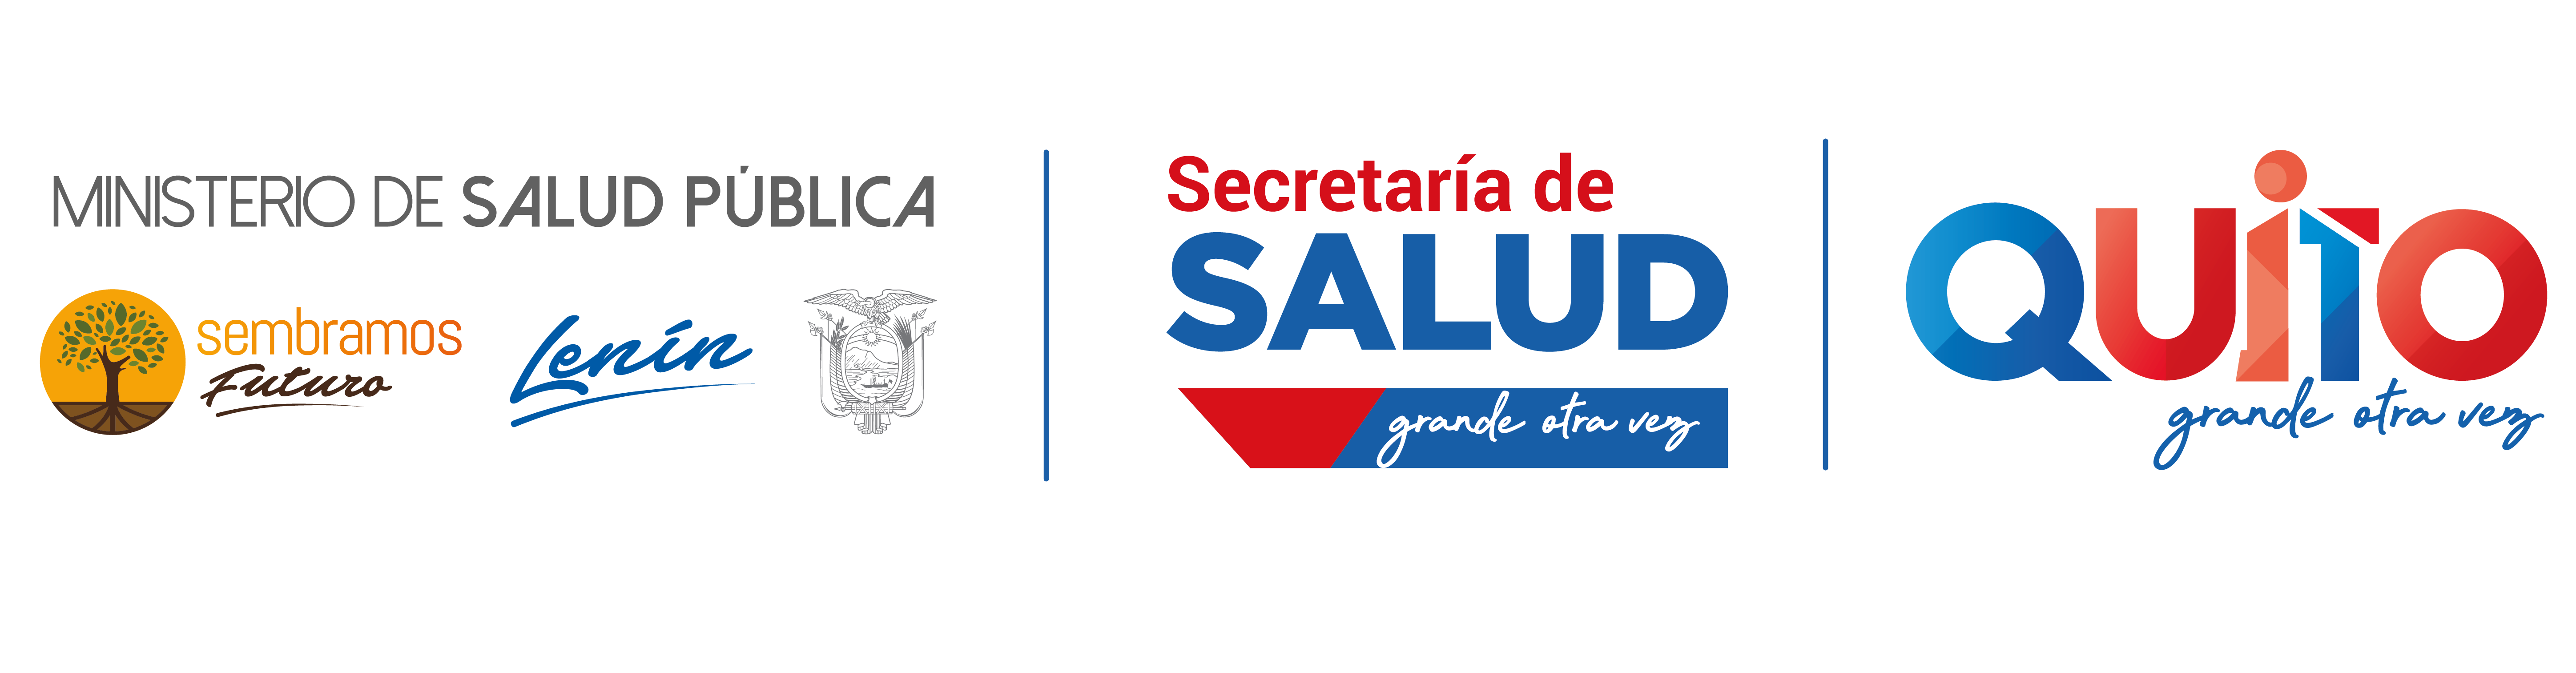 MINISTERIO DE SALUD PÚBLICA
sembramos
Futuro
Lenín
Secretaría de
SALUD
grande otra vez
QUITO
grande otra vez